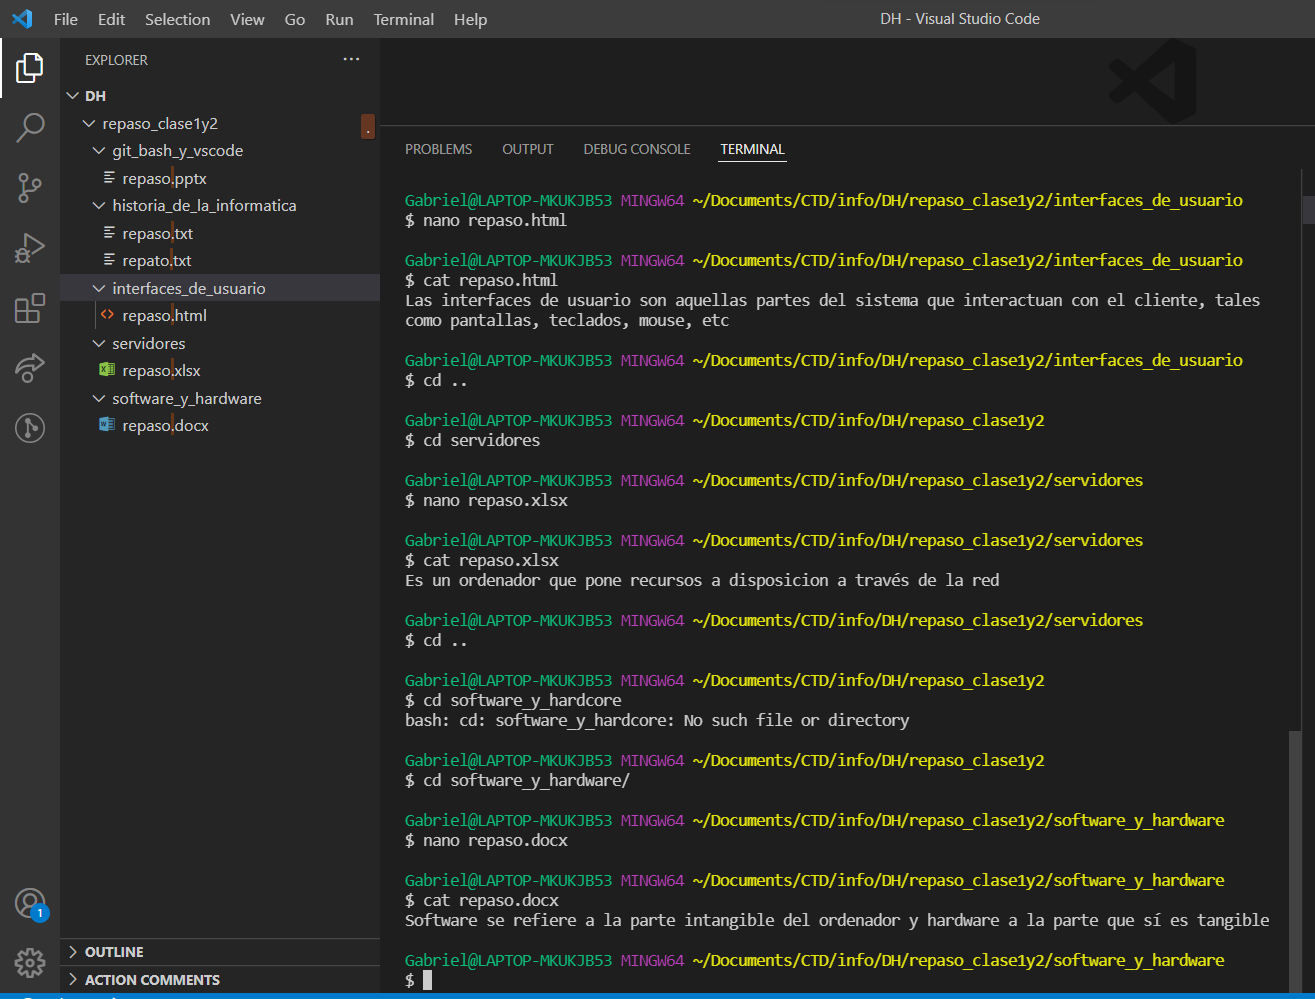 File Edit Selection View Go Run Terminal Help
DH - Visual Studio Code
EXPLORER
DH
repaso_clase1y2
git_bash_y_vscode
repaso.pptx
historia_de_la_informatica
repaso.txt
repato.txt
interfaces_de_usuario
repaso.html
servidores
repaso.xlsx
software_y_hardware
repaso.docx
OUTLINE
ACTION COMMENTS
1
PROBLEMS OUTPUT DEBUG CONSOLE TERMINAL
Gabriel@LAPTOP-MKUKJB53 MINGW64 ~/Documents/CTD/info/DH/repaso_clase1y2/interfaces_de_usuario
$ nano repaso.html
Gabriel@LAPTOP-MKUKJB53 MINGW64 ~/Documents/CTD/info/DH/repaso_clase1y2/interfaces_de_usuario
$ cat repaso.html
Las interfaces de usuario son aquellas partes del sistema que interactuan con el cliente, tales
como pantallas, teclados, mouse, etc
Gabriel@LAPTOP-MKUKJB53 MINGW64 ~/Documents/CTD/info/DH/repaso_clase1y2/interfaces_de_usuario
$ cd ..
Gabriel@LAPTOP-MKUKJB53 MINGW64 ~/Documents/CTD/info/DH/repaso_clase1y2
$ cd servidores
Gabriel@LAPTOP-MKUKJB53 MINGW64 ~/Documents/CTD/info/DH/repaso_clase1y2/servidores
$ nano repaso.xlsx
Gabriel@LAPTOP-MKUKJB53 MINGW64 ~/Documents/CTD/info/DH/repaso_clase1y2/servidores
$ cat repaso.xlsx
Es un ordenador que pone recursos a disposicion a través de la red
Gabriel@LAPTOP-MKUKJB53 MINGW64 ~/Documents/CTD/info/DH/repaso_clase1y2/servidores
$ cd ..
Gabriel@LAPTOP-MKUKJB53 MINGW64 ~/Documents/CTD/info/DH/repaso_clase1y2
$ cd software_y_hardcore
bash: cd: software_y_hardcore: No such file or directory
Gabriel@LAPTOP-MKUKJB53 MINGW64 ~/Documents/CTD/info/DH/repaso_clase1y2
$ cd software_y_hardware/
Gabriel@LAPTOP-MKUKJB53 MINGW64 ~/Documents/CTD/info/DH/repaso_clase1y2/software_y_hardware
$ nano repaso.docx
Gabriel@LAPTOP-MKUKJB53 MINGW64 ~/Documents/CTD/info/DH/repaso_clase1y2/software_y_hardware
$ cat repaso.docx
Software se refiere a la parte intangible del ordenador y hardware a la parte que sí es tangible
Gabriel@LAPTOP-MKUKJB53 MINGW64 ~/Documents/CTD/info/DH/repaso_clase1y2/software_y_hardware
$